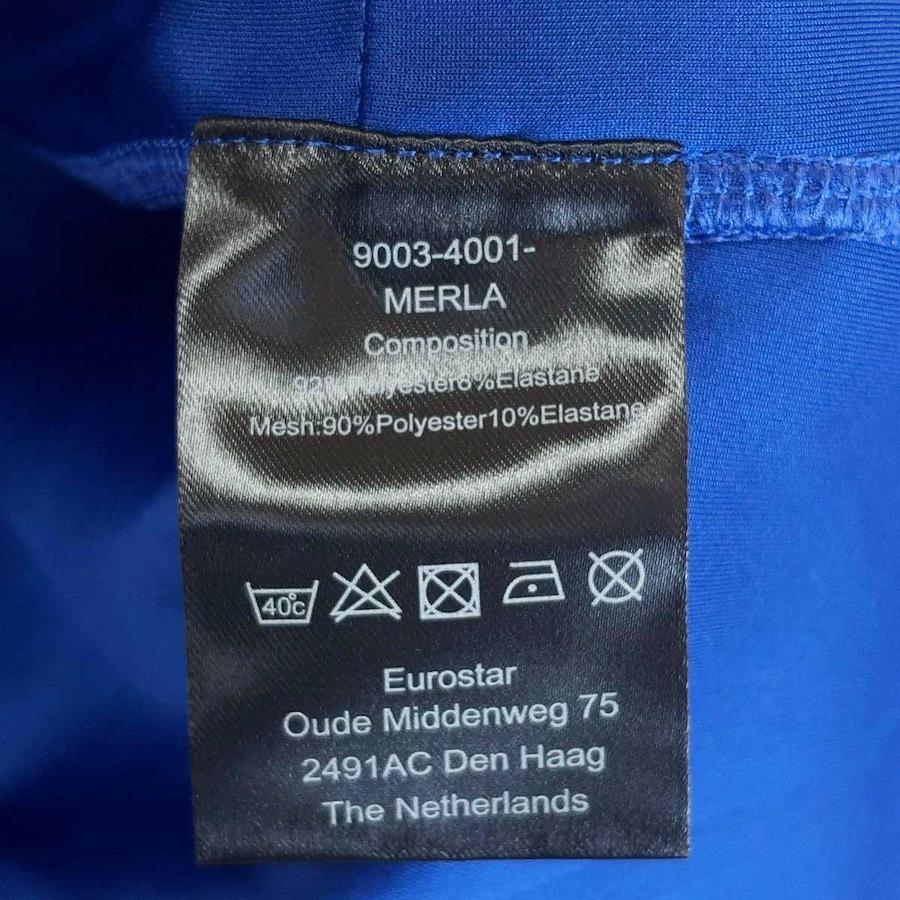 9003-4001-
MERLA
Composition
92%Polyester8%Elastane
Mesh:90%Polyester10%Elastane
40°c
Eurostar
Oude Middenweg 75
2491AC Den Haag
The Netherlands